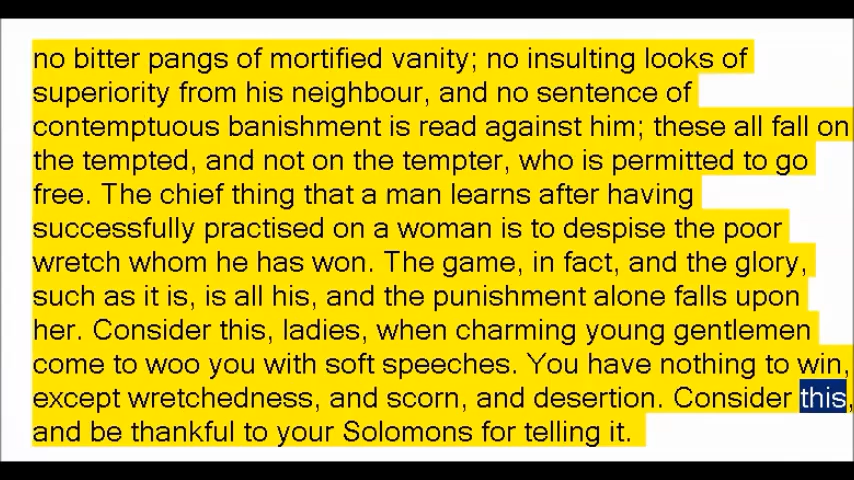 no bitter pangs of mortified vanity; no insulting looks of
superiority from his neighbour, and no sentence of
contemptuous banishment is read against him; these all fall on
the tempted, and not on the tempter, who is permitted to go
free. The chief thing that a man learns after having
successfully practised on a woman is to despise the poor
wretch whom he has won. The game, in fact, and the glory,
such as it is, is all his, and the punishment alone falls upon
her. Consider this, ladies, when charming young gentlemen
come to woo you with soft speeches. You have nothing to win,
except wretchedness, and scorn, and desertion. Consider this,
and be thankful to your Solomons for telling it.